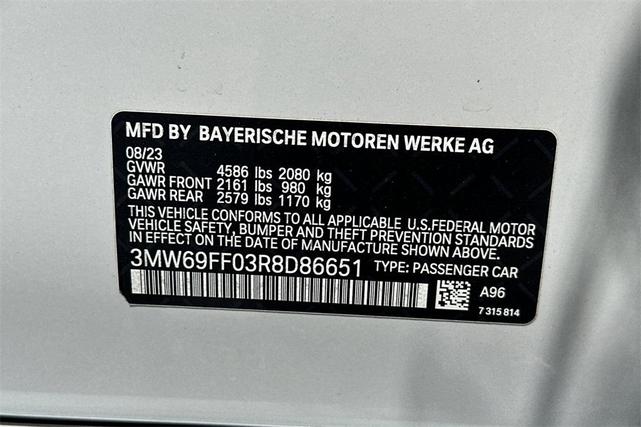 MFD BY BAYERISCHE MOTOREN WERKE AG
08/23
GVWR 4586 lbs 2080 kg
GAWR FRONT 2161 lbs 980 kg
GAWR REAR 2579 lbs 1170 kg
THIS VEHICLE CONFORMS TO ALL APPLICABLE U.S.FEDERAL MOTOR
VEHICLE SAFETY, BUMPER AND THEFT PREVENTION STANDARDS
IN EFFECT ON THE DATE OF MANUFACTURE SHOWN ABOVE.
3MW69FF03R8D86651 TYPE: PASSENGER CAR
A96
7 315 814